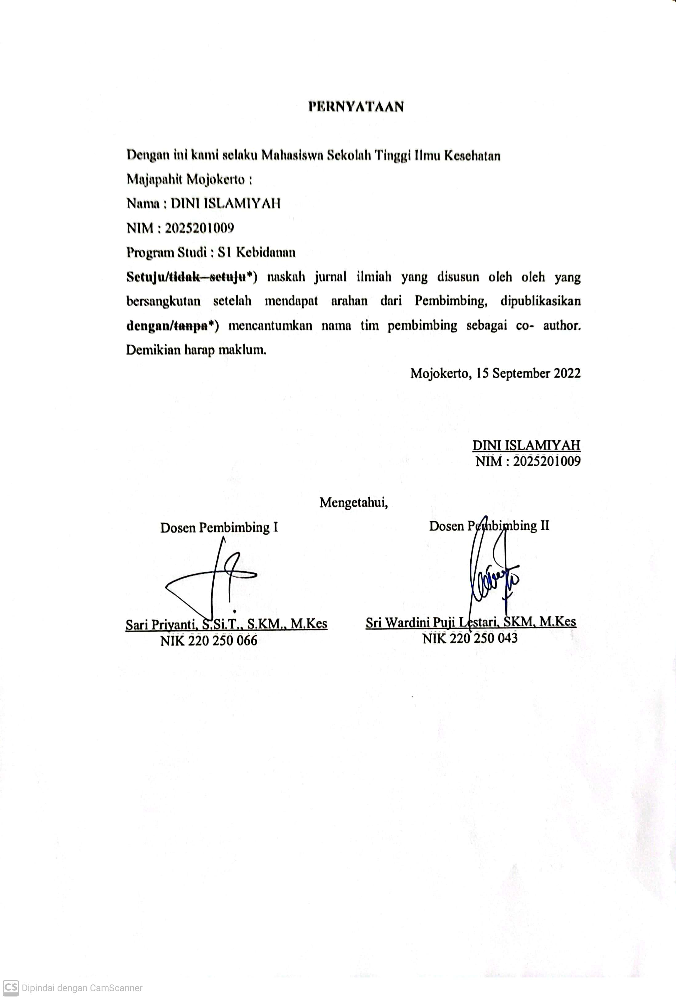 PERNYATAAN
Dengan ini kami selaku Mahasiswa Sekolah Tinggi Ilmu Kesehatan
Majapahit Mojokerto :
Nama : DINI ISLAMIYAH
NIM : 2025201009
Program Studi : S1 Kebidanan
Setuju/tidak setuju*) naskah jurnal ilmiah yang disusun oleh oleh yang
bersangkutan setelah mendapat arahan dari Pembimbing, dipublikasikan
dengan/tanpa*) mencantumkan nama tim pembimbing sebagai co- author.
Demikian harap maklum.
Mojokerto, 15 September 2022
DINI ISLAMIYAH
NIM : 2025201009
Mengetahui,
Dosen Pembimbing I
Dosen Pembimbing II
Sari Priyanti, S.Si.T., S.KM., M.Kes
Sri Wardini Puji Lestari, SKM, M.Kes
NIK 220 250 066
NIK 220 250 043
CS Dipindai dengan CamScanner